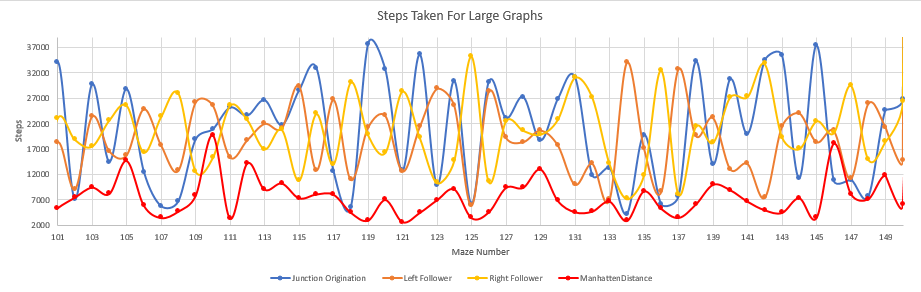 Steps Taken For Large Graphs
37000
32000
27000
22000
17000
12000
7000
2000
Steps
101 103 105 107 109 111 113 115 117 119 121 123 125 127 129 131 133 135 137 139 141 143 145 147 149
Maze Number
Junction Origination Left Follower Right Follower ManhattenDistance